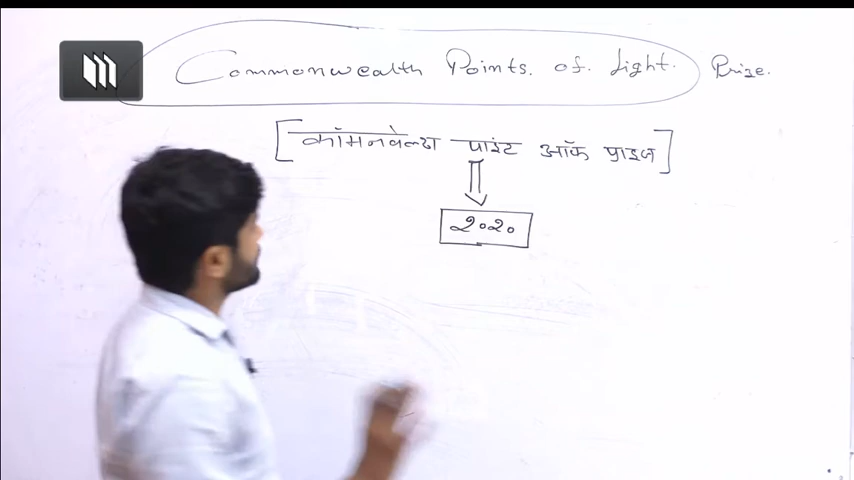 Commonwealth Points. of. Light. Prize.
[कॉमनवेल्थ पाइंट ऑफ प्राइज]
2020